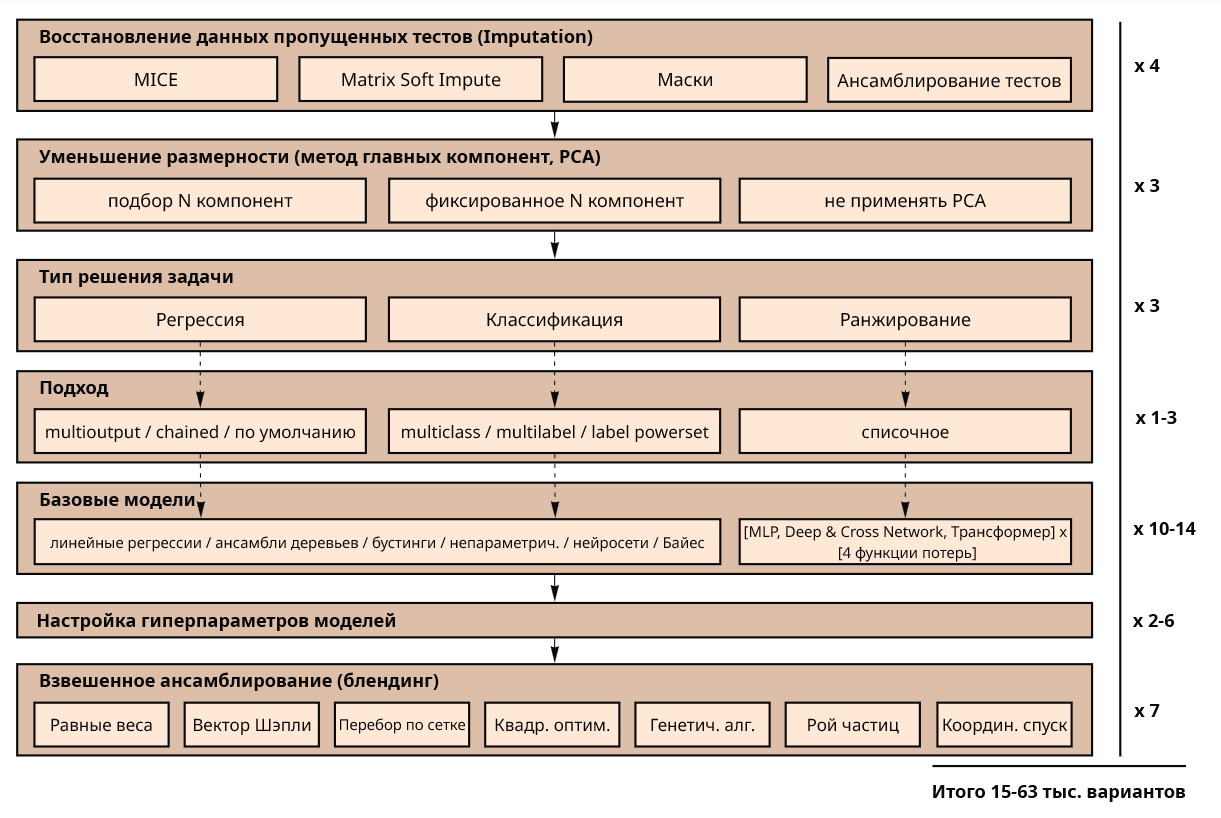 Восстановление данных пропущенных тестов (Imputation)
MICE
Matrix Soft Impute
Маски
Ансамблирование тестов
x 4
Уменьшение размерности (метод главных компонент, PCA)
подбор N компонент
фиксированное N компонент
не применять PCA
x 3
Тип решения задачи
Регрессия
Классификация
Ранжирование
x 3
Подход
multioutput / chained / по умолчанию
multiclass / multilabel / label powerset
списочное
x 1-3
Базовые модели
линейные регрессии / ансамбли деревьев / бустинги / непараметрич. / нейросети / Байес
[MLP, Deep & Cross Network, Трансформер] x
[4 функции потерь]
x 10-14
Настройка гиперпараметров моделей
x 2-6
Взвешенное ансамблирование (блендинг)
Равные веса
Вектор Шэпли
Перебор по сетке
Квадр. оптим.
Генетич. алг.
Рой частиц
Координ. спуск
x 7
Итого 15-63 тыс. вариантов